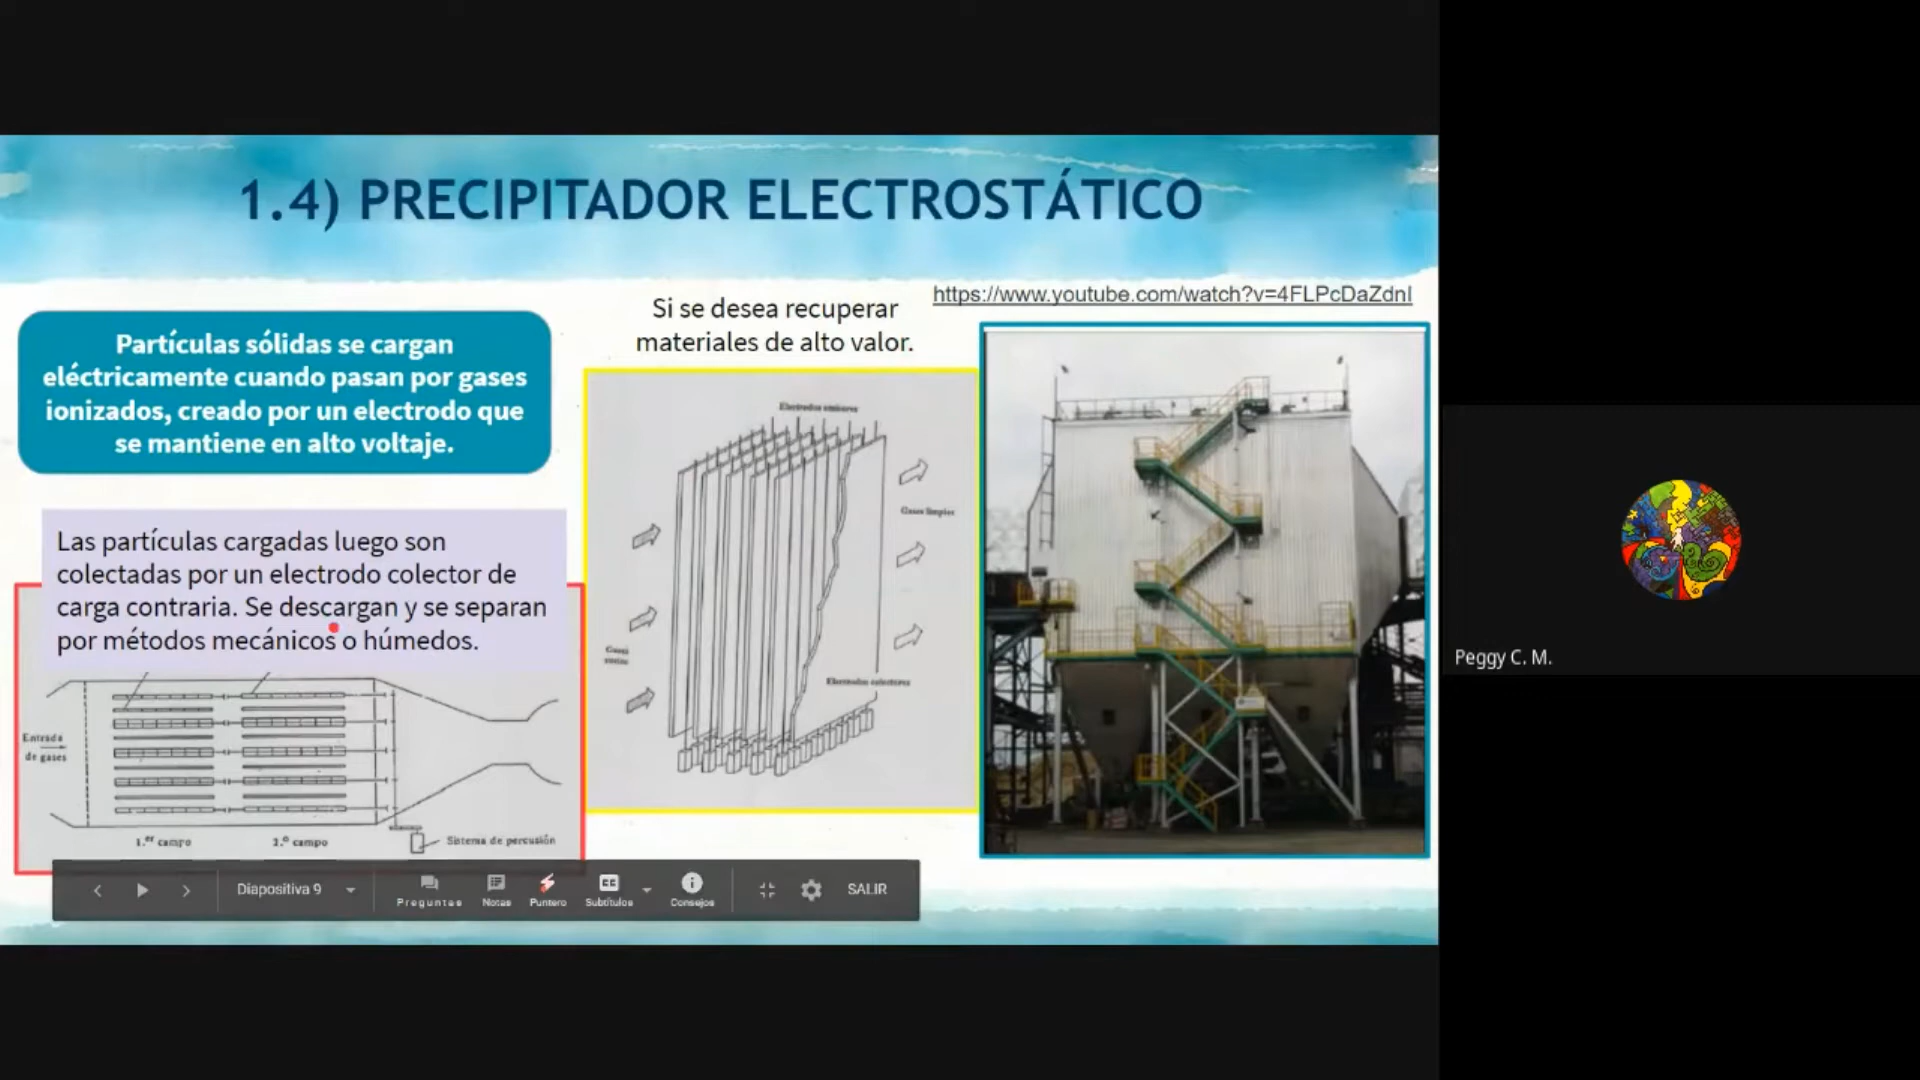 1.4) PRECIPITADOR ELECTROSTÁTICO
Partículas sólidas se cargan
eléctricamente cuando pasan por gases
ionizados, creado por un electrodo que
se mantiene en alto voltaje.
Si se desea recuperar
materiales de alto valor.
https://www.youtube.com/watch?v=4FLPcDaZdnI
Las partículas cargadas luego son
colectadas por un electrodo colector de
carga contraria. Se descargan y se separan
por métodos mecánicos o húmedos.
Entrada
de gases
1.er campo
2.º campo
Sistema de percusión
Electrodos emisores
Gases limpios
Gases
Electrodos colectores
Diapositiva 9
Preguntas
Notas
Puntero
CC
Subtítulos
Consejos
SALIR
Peggy C. M.